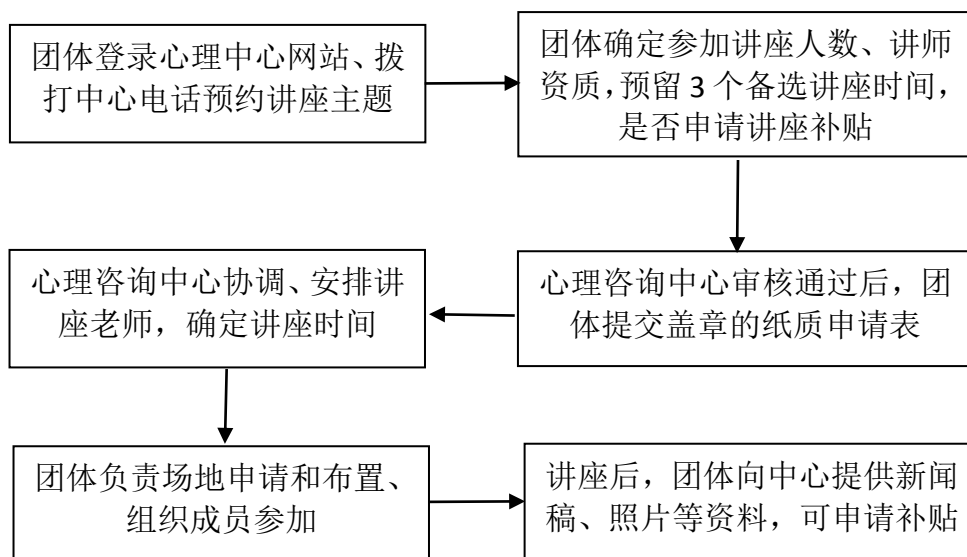 团体登录心理中心网站、拨
打中心电话预约讲座主题
团体确定参加讲座人数、讲师
资质，预留 3 个备选讲座时间，
是否申请讲座补贴
心理咨询中心审核通过后，团
体提交盖章的纸质申请表
心理咨询中心协调、安排讲
座老师，确定讲座时间
团体负责场地申请和布置、
组织成员参加
讲座后，团体向中心提供新闻
稿、照片等资料，可申请补贴